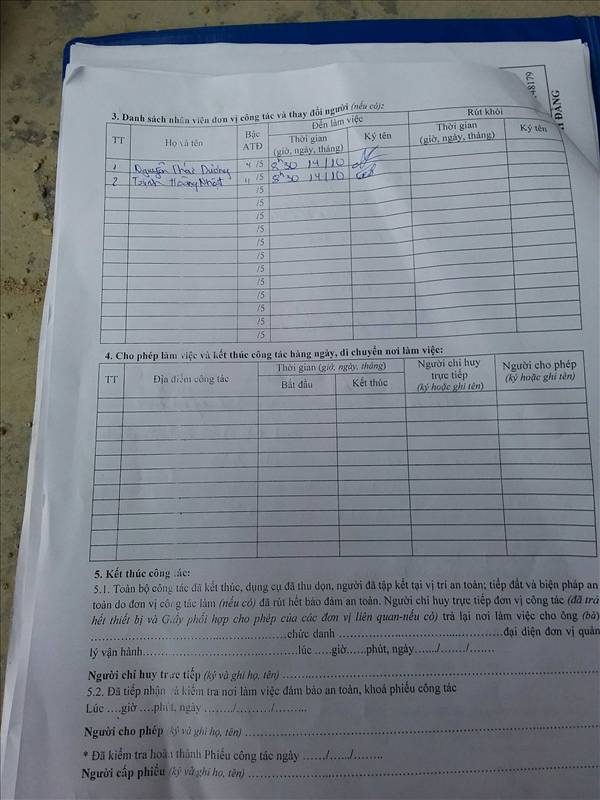 48179
ĐẢNG
3. Danh sách nhân viên đơn vị công tác và thay đổi người (nếu có):
TT Họ và tên Bậc ATĐ Đến làm việc Rút khỏi
Thời gian (giờ, ngày, tháng) Ký tên Thời gian (giờ, ngày, tháng) Ký tên
1 Nguyễn Thái Dương 4 /5 8h30 14/10
2 Trịnh Hoàng Nhật 4 /5 8h30 14/10
/5
/5
/5
/5
/5
/5
/5
/5
/5
/5
/5
/5
4. Cho phép làm việc và kết thúc công tác hàng ngày, di chuyển nơi làm việc:
TT Địa điểm công tác Thời gian (giờ, ngày, tháng) Người chỉ huy trực tiếp (ký hoặc ghi tên) Người cho phép (ký hoặc ghi tên)
Bắt đầu Kết thúc
5. Kết thúc công tác:
5.1. Toàn bộ công tác đã kết thúc, dụng cụ đã thu dọn, người đã tập kết tại vị trí an toàn; tiếp đất và biện pháp an
toàn do đơn vị công tác làm (nếu có) đã rút hết bảo đảm an toàn. Người chỉ huy trực tiếp đơn vị công tác (đã trả
hết thiết bị và Giấy phối hợp cho phép của các đơn vị liên quan-nếu có) trả lại nơi làm việc cho ông (bà)
……………………………chức danh ……………………………đại diện đơn vị quản
lý vận hành……………………………lúc ….giờ…..phút, ngày……./……./…….
Người chỉ huy trực tiếp (ký và ghi họ, tên) ……………………………
5.2. Đã tiếp nhận và kiểm tra nơi làm việc đảm bảo an toàn, khoá phiếu công tác
Lúc ….giờ ….phút, ngày ……../………./……..
Người cho phép (ký và ghi họ, tên) ……………………………
* Đã kiểm tra hoàn thành Phiếu công tác ngày ……/……/……..
Người cấp phiếu (ký và ghi họ, tên) ……………………………